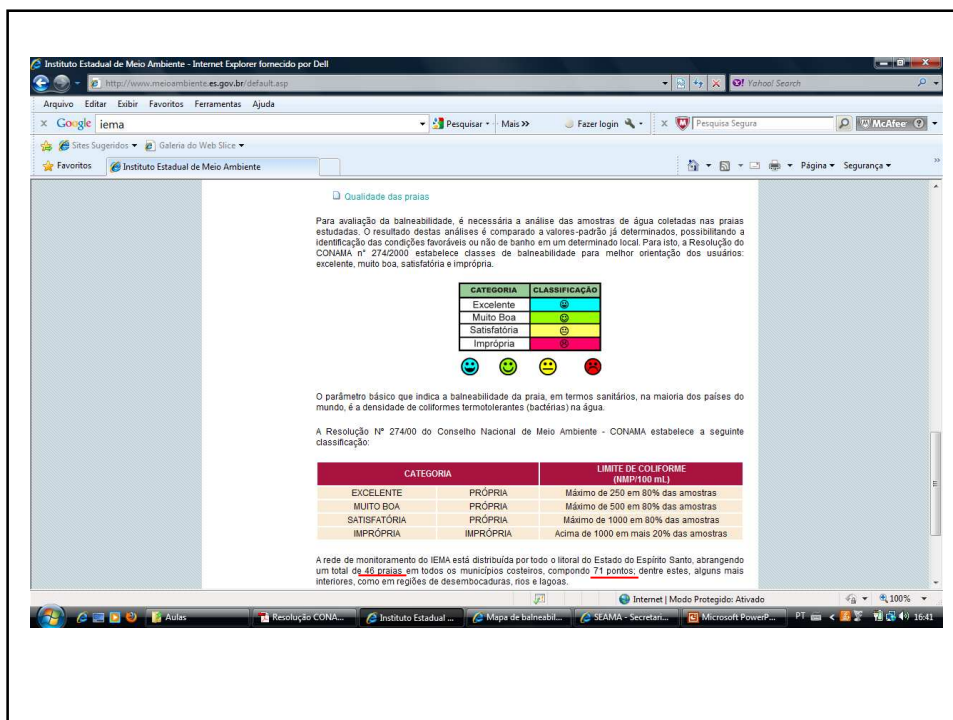 Instituto Estadual de Meio Ambiente - Internet Explorer fornecido por Dell
http://www.meioambiente.es.gov.br/default.asp
Yahoo! Search
Arquivo Editar Exibir Favoritos Ferramentas Ajuda
Google iema Pesquisar Mais >> Fazer login Pesquisa Segura McAfee
Sites Sugeridos Galeria do Web Slice
Favoritos Instituto Estadual de Meio Ambiente Página Segurança
Qualidade das praias
Para avaliação da balneabilidade, é necessária a análise das amostras de água coletadas nas praias
estudadas. O resultado destas análises é comparado a valores-padrão já determinados, possibilitando a
identificação das condições favoráveis ou não de banho em um determinado local. Para isto, a Resolução do
CONAMA n° 274/2000 estabelece classes de balneabilidade para melhor orientação dos usuários:
excelente, muito boa, satisfatória e imprópria.
CATEGORIA CLASSIFICAÇÃO
Excelente
Muito Boa
Satisfatória
Imprópria
O parâmetro básico que indica a balneabilidade da praia, em termos sanitários, na maioria dos países do
mundo, é a densidade de coliformes termotolerantes (bactérias) na água.
A Resolução Nº 274/00 do Conselho Nacional de Meio Ambiente - CONAMA estabelece a seguinte
classificação:
CATEGORIA LIMITE DE COLIFORME
(NMP/100 mL)
EXCELENTE PRÓPRIA Máximo de 250 em 80% das amostras
MUITO BOA PRÓPRIA Máximo de 500 em 80% das amostras
SATISFATÓRIA PRÓPRIA Máximo de 1000 em 80% das amostras
IMPRÓPRIA IMPRÓPRIA Acima de 1000 em mais 20% das amostras
A rede de monitoramento do IEMA está distribuída por todo o litoral do Estado do Espírito Santo, abrangendo
um total de 46 praias em todos os municípios costeiros, compondo 71 pontos; dentre estes, alguns mais
interiores, como em regiões de desembocaduras, rios e lagoas.
Internet | Modo Protegido: Ativado 100%
Aulas Resolução CONA... Instituto Estadual ... Mapa de balneabil... SEAMA - Secretari... Microsoft PowerP... PT 16:41